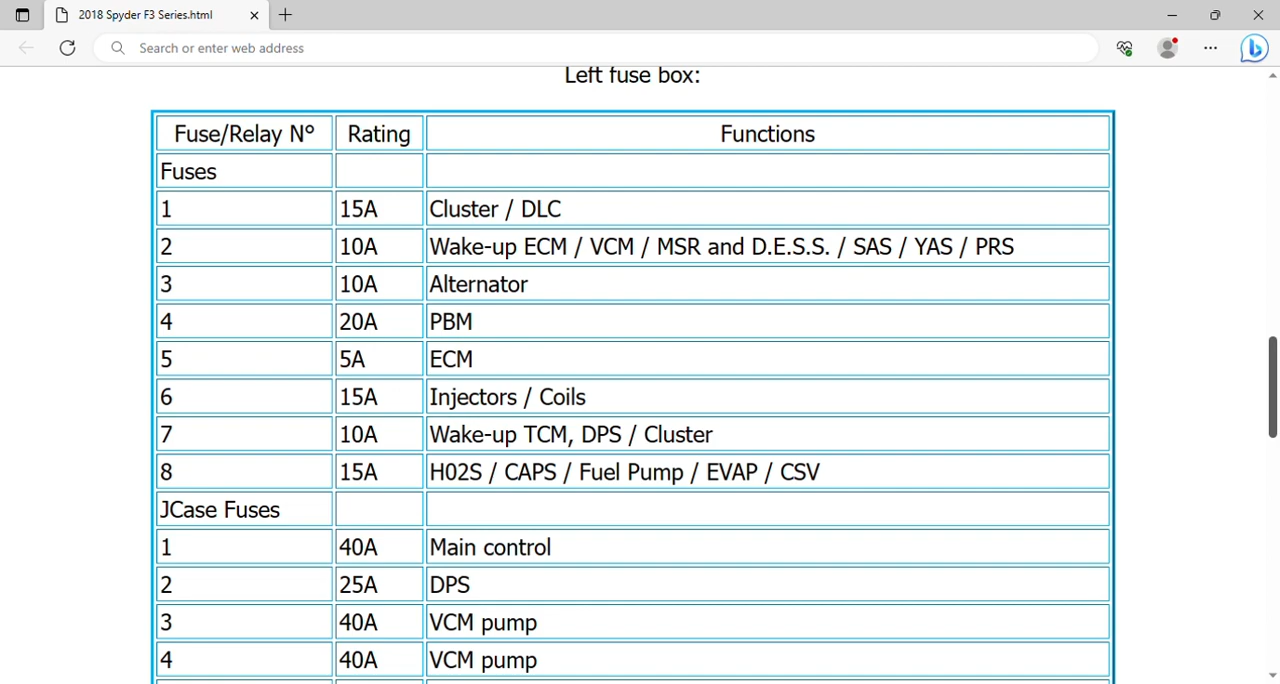 2018 Spyder F3 Series.html
Search or enter web address
Left fuse box:
Fuse/Relay N° Rating Functions
Fuses
1 15A Cluster / DLC
2 10A Wake-up ECM / VCM / MSR and D.E.S.S. / SAS / YAS / PRS
3 10A Alternator
4 20A PBM
5 5A ECM
6 15A Injectors / Coils
7 10A Wake-up TCM, DPS / Cluster
8 15A H02S / CAPS / Fuel Pump / EVAP / CSV
JCase Fuses
1 40A Main control
2 25A DPS
3 40A VCM pump
4 40A VCM pump